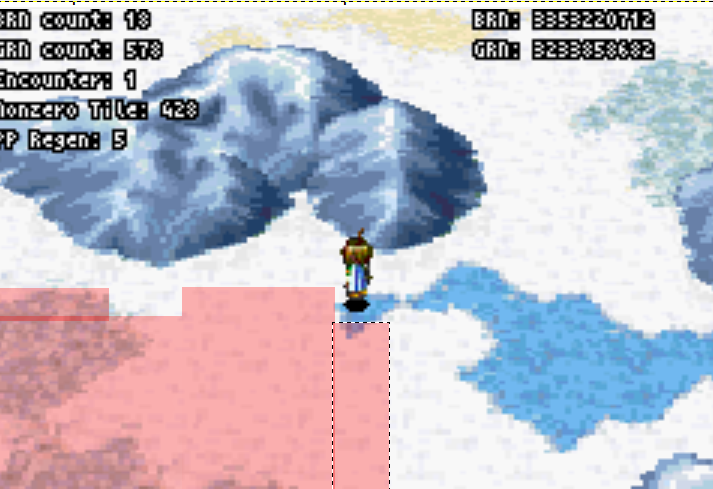 BRN count: 18
GRN count: 578
Encounter: 1
Nonzero Tile: 428
PP Regen: 5
BRN: 3353220712
GRN: 3233858682